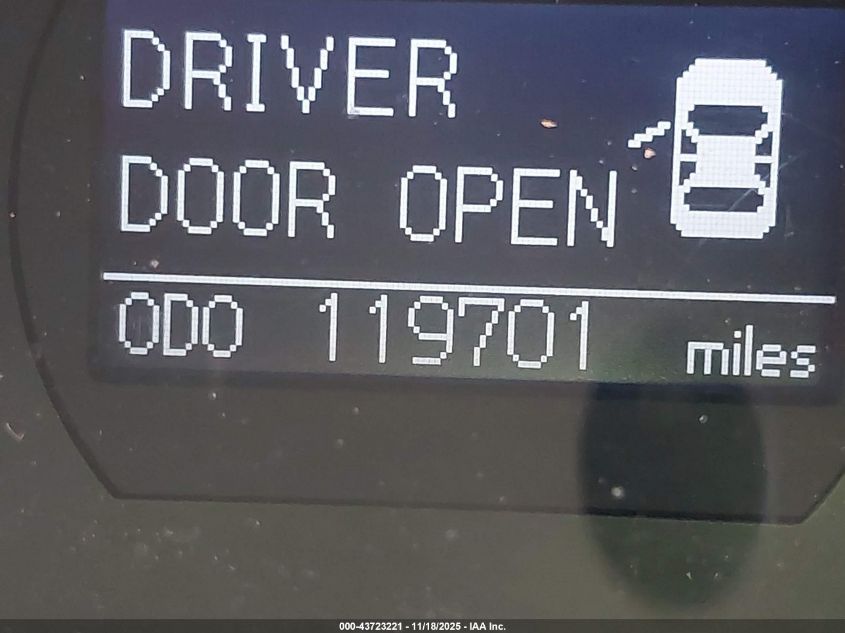 DRIVER
DOOR OPEN
ODO 119701 miles
000-43723221 - 11/18/2025 - IAA Inc.